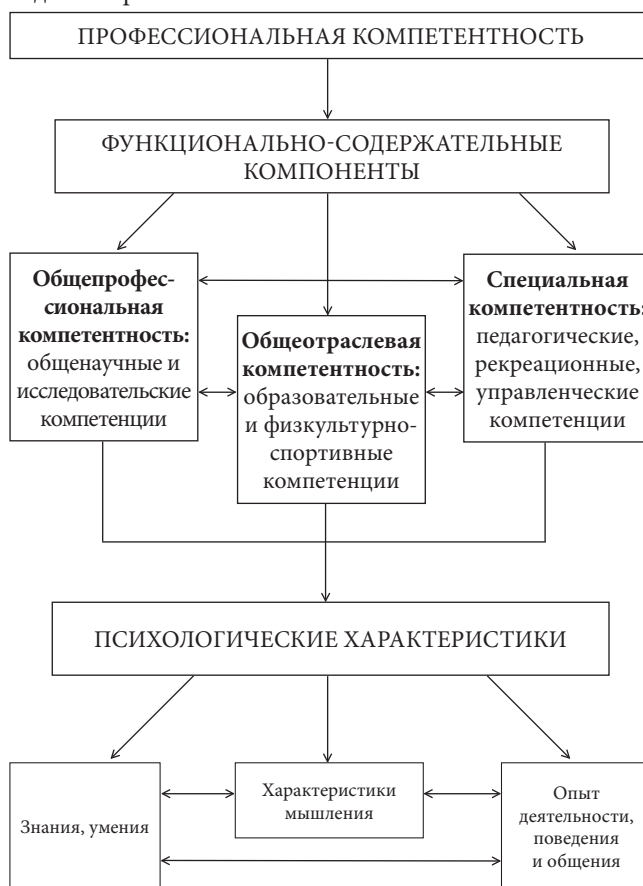 ПРОФЕССИОНАЛЬНАЯ КОМПЕТЕНТНОСТЬ
ФУНКЦИОНАЛЬНО-СОДЕРЖАТЕЛЬНЫЕ
КОМПОНЕНТЫ
Общепрофес-
сиональная
компетентность:
общенаучные и
исследовательские
компетенции
Общеотраслевая
компетентность:
образовательные
и физкультурно-
спортивные
компетенции
Специальная
компетентность:
педагогические,
рекреационные,
управленческие
компетенции
ПСИХОЛОГИЧЕСКИЕ ХАРАКТЕРИСТИКИ
Знания, умения
Характеристики
мышления
Опыт
деятельности,
поведения
и общения